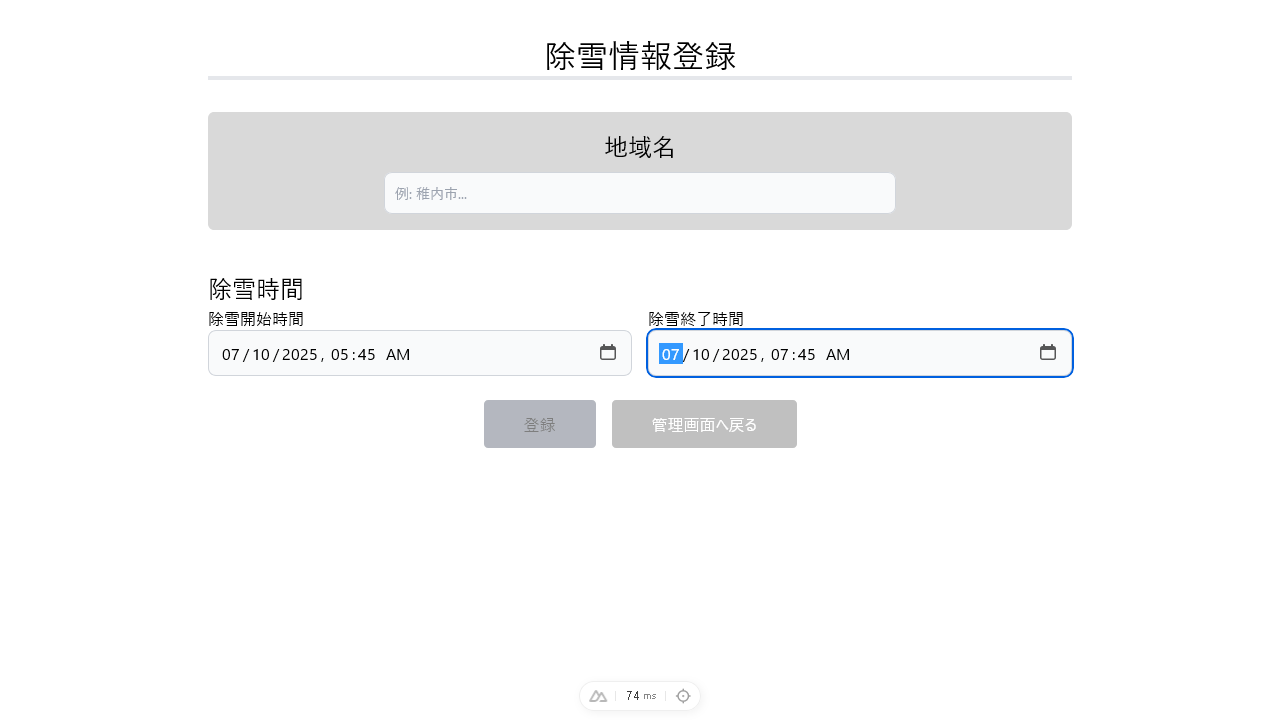 除雪情報登録
地域名
例: 稚内市...
除雪時間
除雪開始時間
除雪終了時間
07/10/2025, 05:45 AM
07/10/2025, 07:45 AM
登録
管理画面へ戻る
74 ms